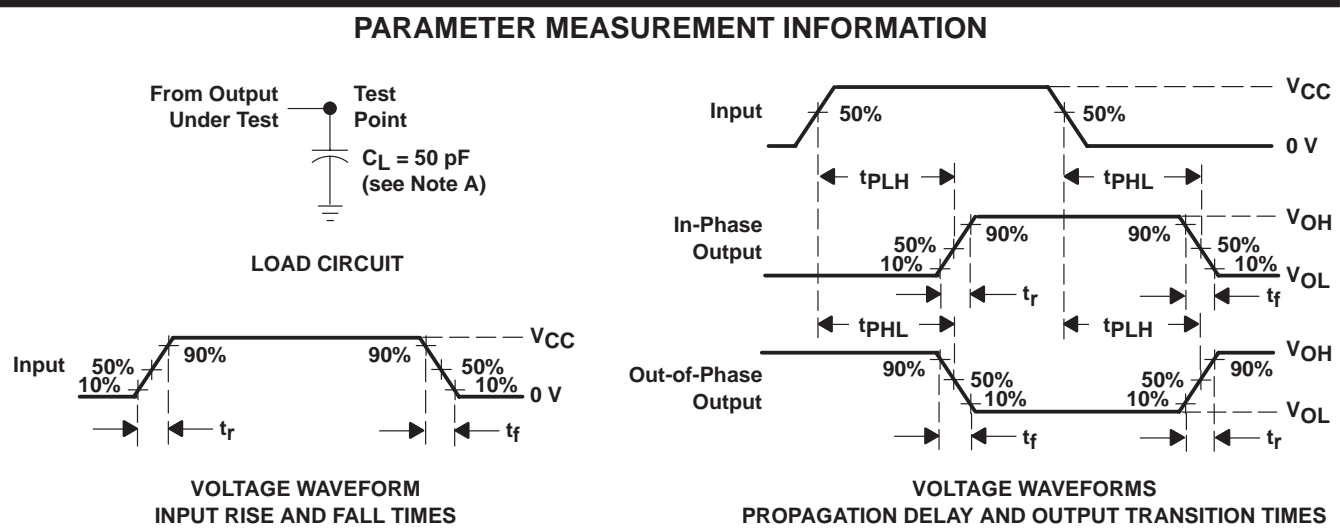 PARAMETER MEASUREMENT INFORMATION
From Output
Under Test
Test
Point
CL = 50 pF
(see Note A)
LOAD CIRCUIT
Input
50%
10%
90%
90%
VCC
50%
10%
0 V
tr
tf
VOLTAGE WAVEFORM
INPUT RISE AND FALL TIMES
Input
50%
50%
VCC
0 V
tPLH
tPHL
In-Phase
Output
50%
10%
90%
90%
VOH
50%
10%
VOL
tr
tf
tPHL
tPLH
Out-of-Phase
Output
90%
50%
10%
50%
10%
90%
VOH
VOL
tf
tr
VOLTAGE WAVEFORMS
PROPAGATION DELAY AND OUTPUT TRANSITION TIMES